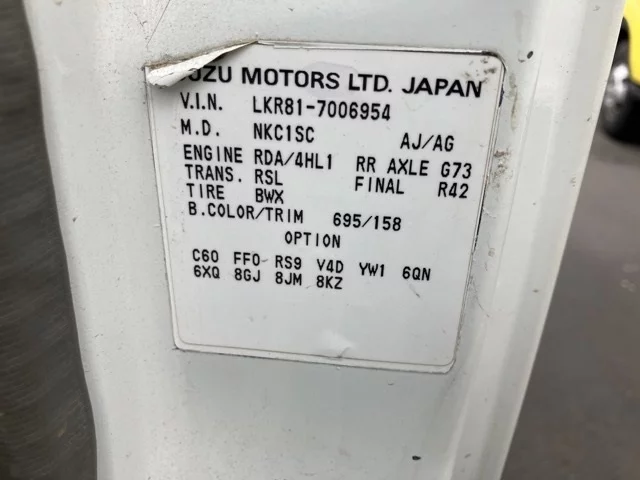 UZU MOTORS LTD. JAPAN
V.I.N. LKR81-7006954
M.D. NKC1SC AJ/AG
ENGINE RDA/4HL1 RR AXLE G73
TRANS. RSL FINAL R42
TIRE BWX
B.COLOR/TRIM 695/158
OPTION
C60 FF0 RS9 V4D YW1 6QN
6XQ 8GJ 8JM 8KZ